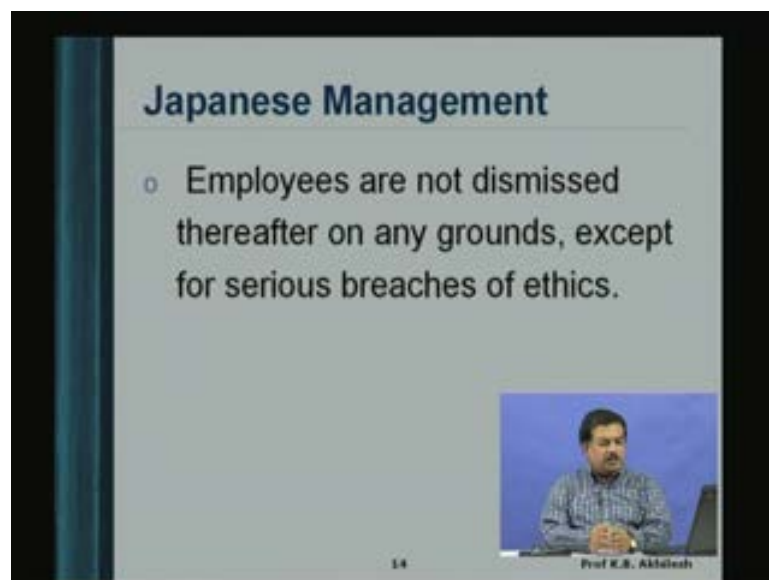 Japanese Management
o Employees are not dismissed
thereafter on any grounds, except
for serious breaches of ethics.
14
Prof K.B. Akhilesh